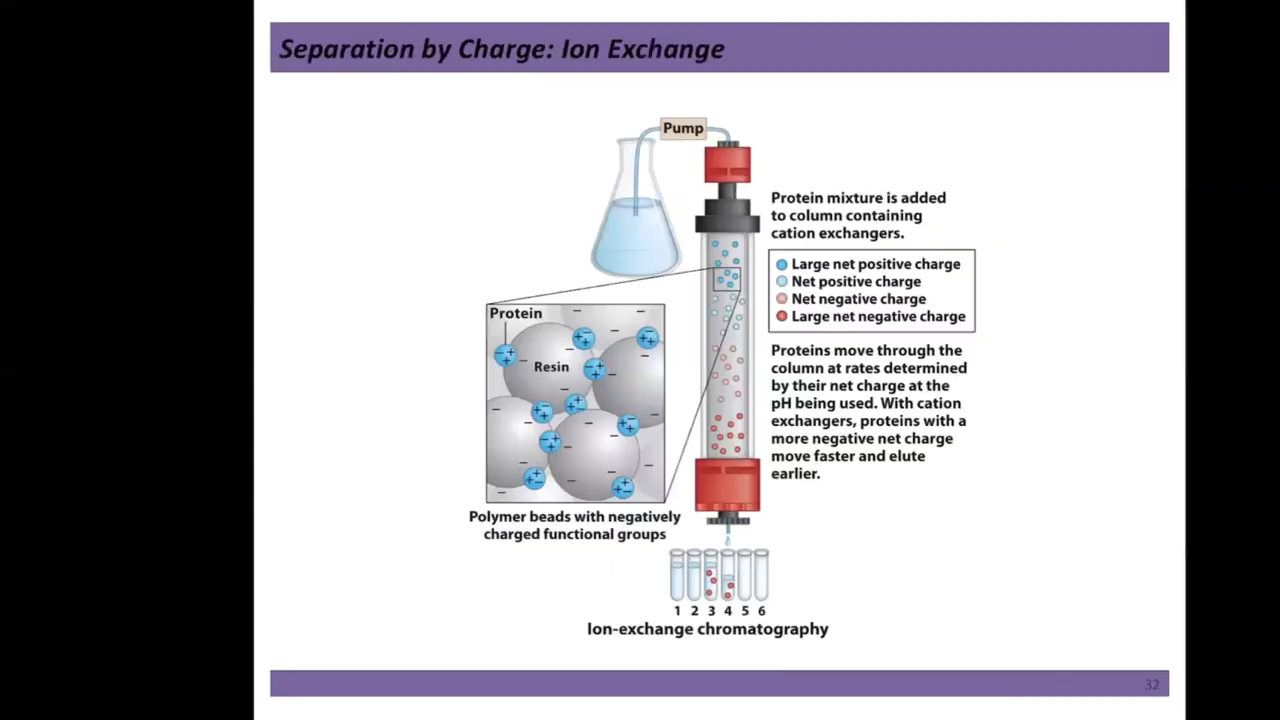 Separation by Charge: Ion Exchange
Pump
Protein mixture is added
to column containing
cation exchangers.
Large net positive charge
Net positive charge
Net negative charge
Large net negative charge
Protein
Resin
Proteins move through the
column at rates determined
by their net charge at the
pH being used. With cation
exchangers, proteins with a
more negative net charge
move faster and elute
earlier.
Polymer beads with negatively
charged functional groups
1 2 3 4 5 6
Ion-exchange chromatography
32